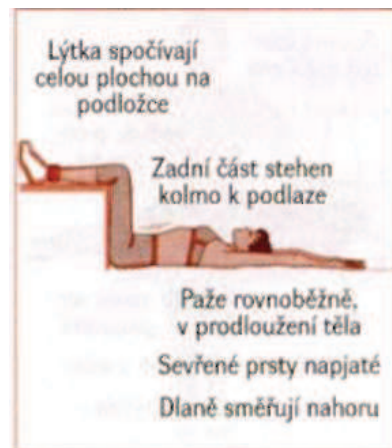 Lýtka spočívají
celou plochou na
podložce
Zadní část stehen
kolmo k podlaze
Paže rovnoběžně,
v prodloužení těla
Sevřené prsty napjaté
Dlaně směřují nahoru